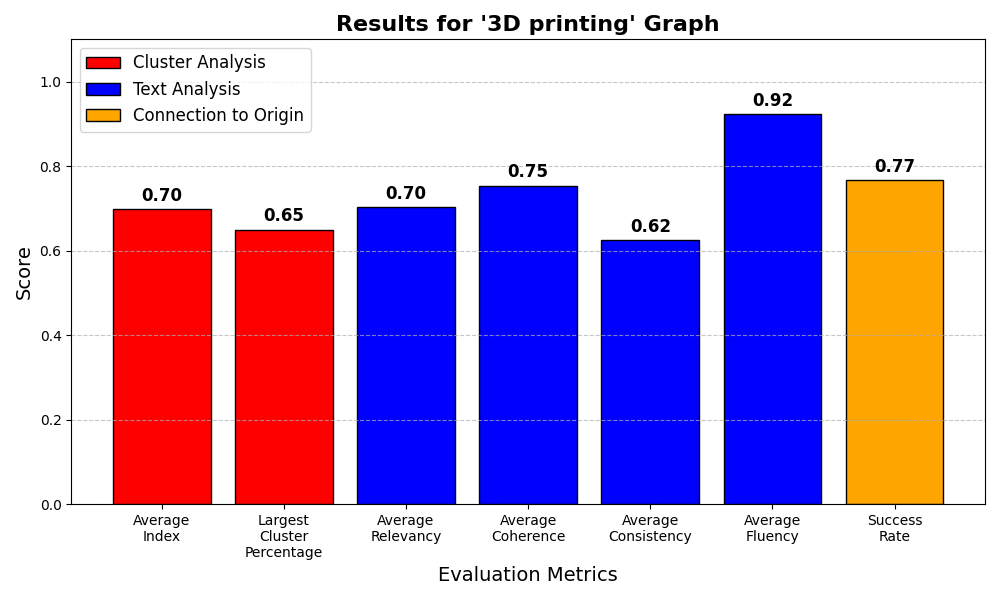 Results for '3D printing' Graph
Cluster Analysis
Text Analysis
Connection to Origin
Score
1.0
0.8
0.6
0.4
0.2
0.0
0.70
0.65
0.70
0.75
0.62
0.92
0.77
Average
Index
Largest
Cluster
Percentage
Average
Relevancy
Average
Coherence
Average
Consistency
Average
Fluency
Success
Rate
Evaluation Metrics